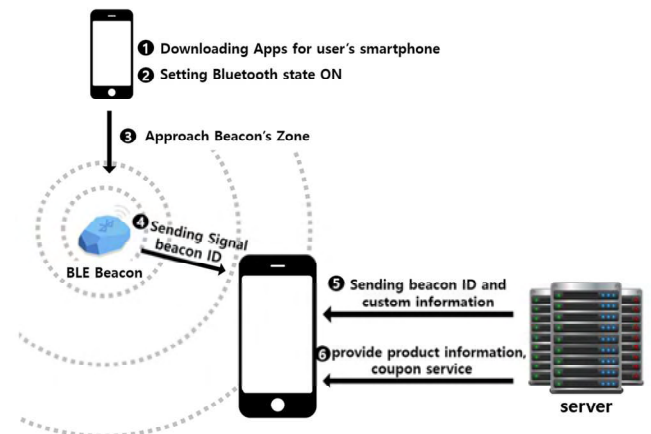 ❶ Downloading Apps for user's smartphone
❷ Setting Bluetooth state ON
❸ Approach Beacon's Zone
❹ Sending Signal
beacon ID
BLE Beacon
❺ Sending beacon ID and
custom information
❻ provide product information,
coupon service
server